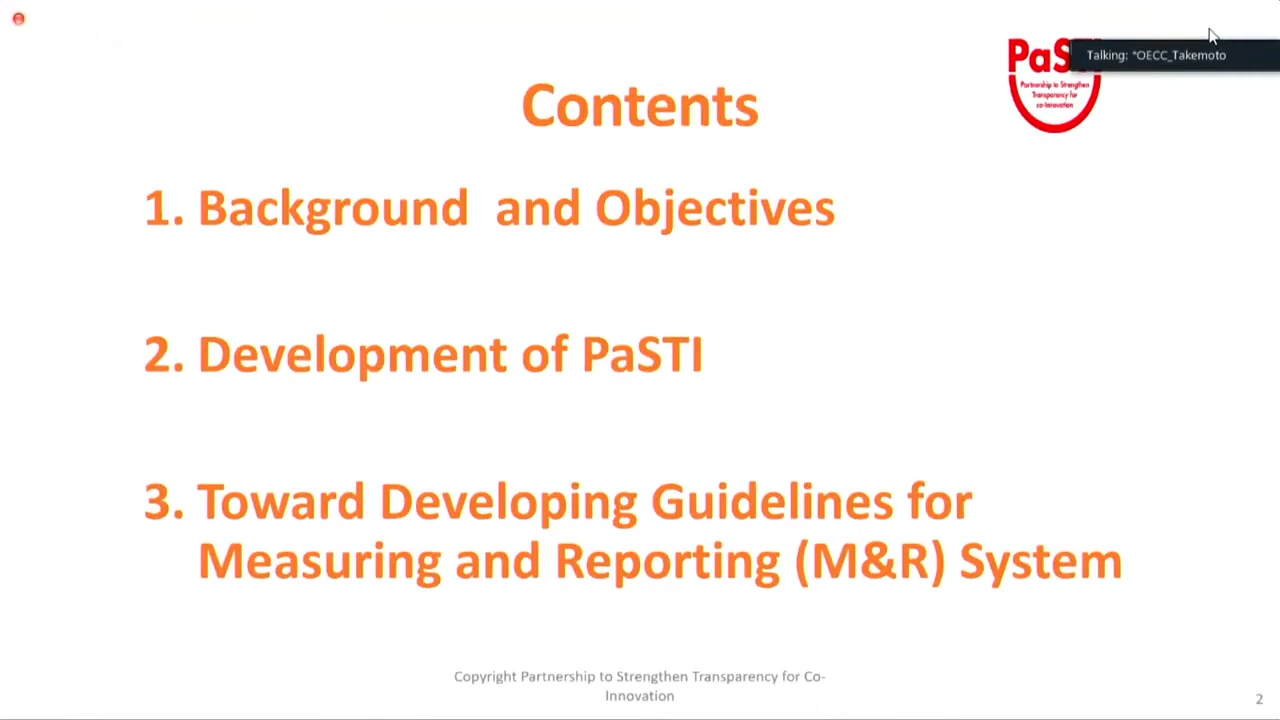 PaS
Talking: *OECC_Takemoto
Partnership to Strengthen
Transparency for
co-Innovation
Contents
1. Background and Objectives
2. Development of PaSTI
3. Toward Developing Guidelines for
Measuring and Reporting (M&R) System
Copyright Partnership to Strengthen Transparency for Co-
Innovation
2